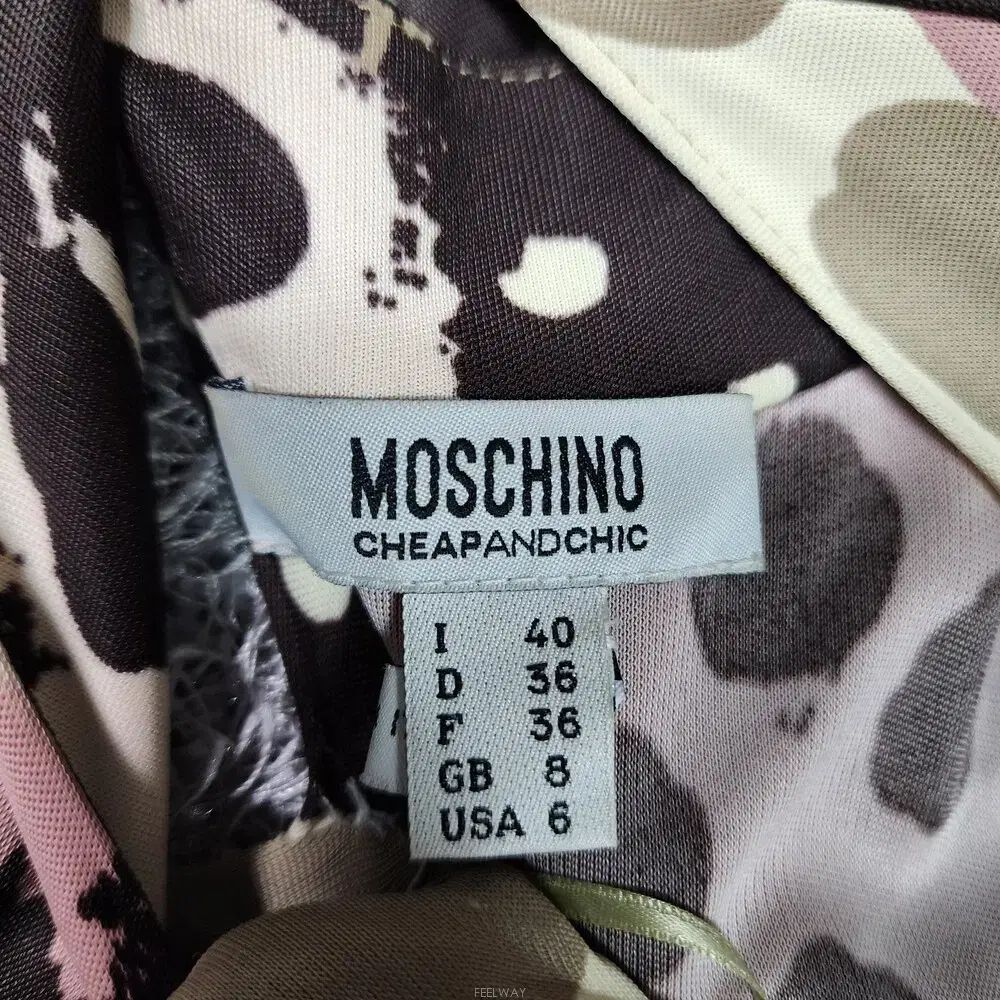 MOSCHINO
CHEAPANDCHIC
I 40
D 36
F 36
GB 8
USA 6
FEELWAY